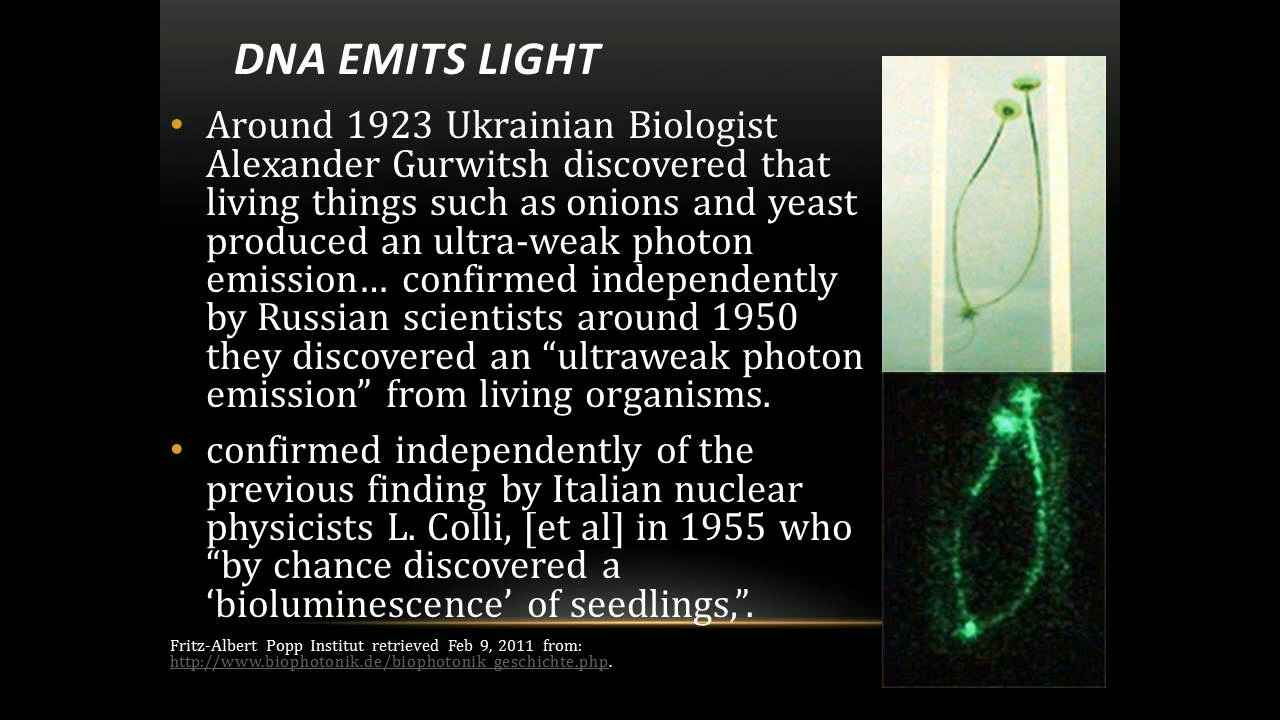 DNA EMITS LIGHT
• Around 1923 Ukrainian Biologist
Alexander Gurwitsh discovered that
living things such as onions and yeast
produced an ultra-weak photon
emission… confirmed independently
by Russian scientists around 1950
they discovered an “ultraweak photon
emission” from living organisms.
• confirmed independently of the
previous finding by Italian nuclear
physicists L. Colli, [et al] in 1955 who
“by chance discovered a
‘bioluminescence’ of seedlings,”.
Fritz-Albert Popp Institut retrieved Feb 9, 2011 from:
http://www.biophotonik.de/biophotonik_geschichte.php.